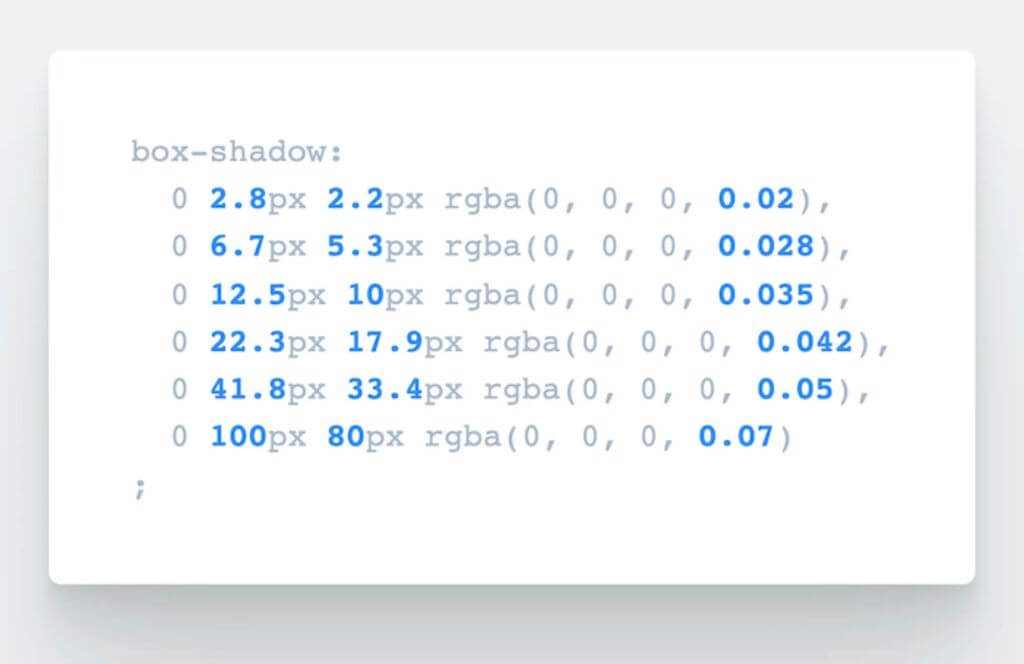 box-shadow:
0 2.8px 2.2px rgba(0, 0, 0, 0.02),
0 6.7px 5.3px rgba(0, 0, 0, 0.028),
0 12.5px 10px rgba(0, 0, 0, 0.035),
0 22.3px 17.9px rgba(0, 0, 0, 0.042),
0 41.8px 33.4px rgba(0, 0, 0, 0.05),
0 100px 80px rgba(0, 0, 0, 0.07)
;